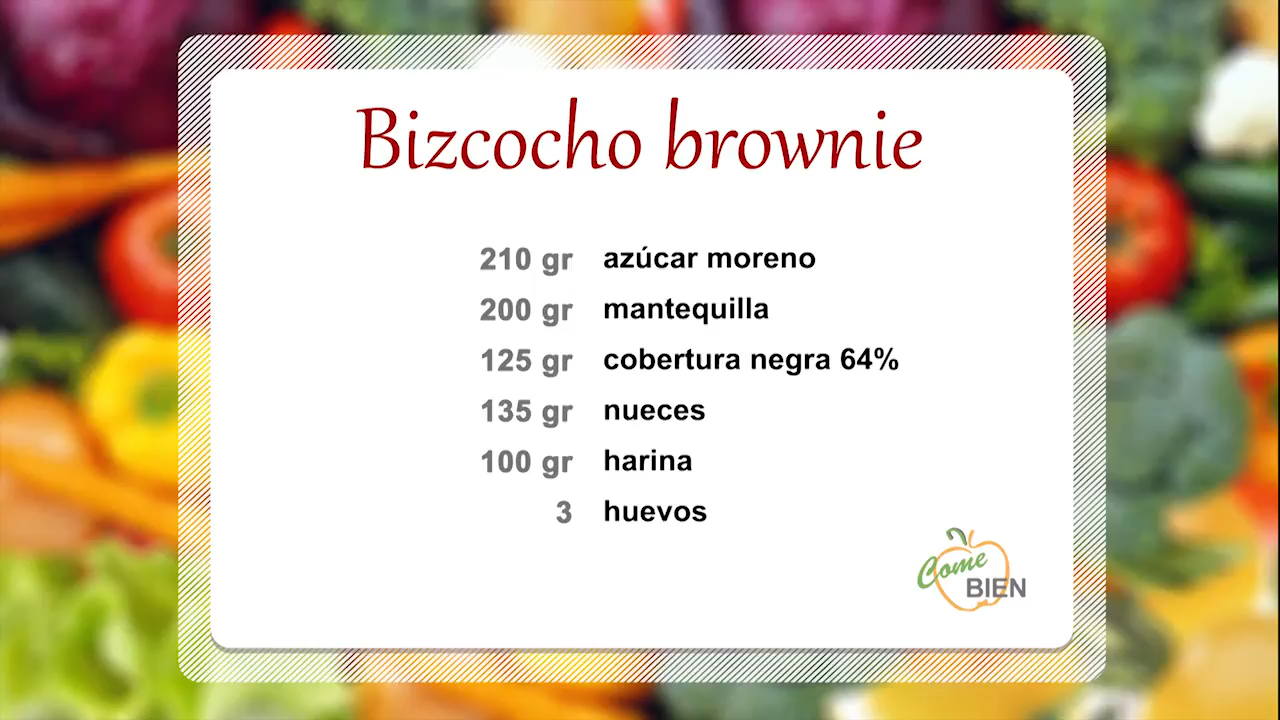 Bizcocho brownie
210 gr azúcar moreno
200 gr mantequilla
125 gr cobertura negra 64%
135 gr nueces
100 gr harina
3 huevos
Come
BIEN